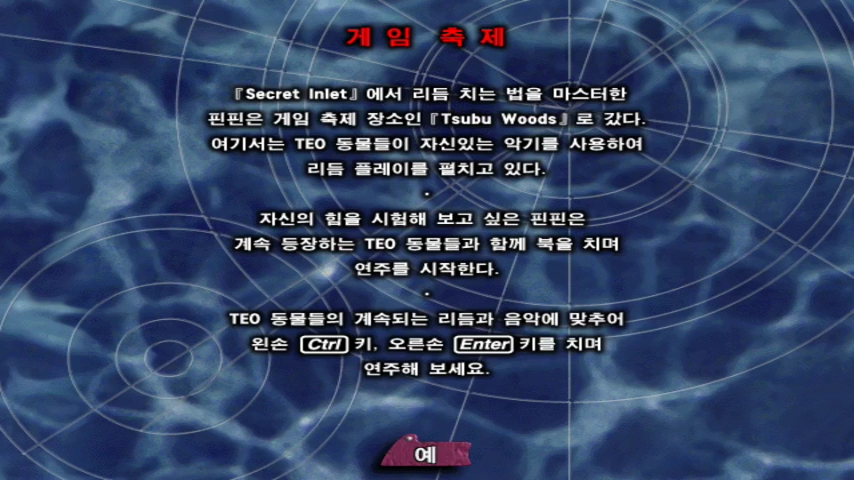 게임 축제
『Secret Inlet』에서 리듬 치는 법을 마스터한
핀핀은 게임 축제 장소인『Tsubu Woods』로 갔다.
여기서는 TEO 동물들이 자신있는 악기를 사용하여
리듬 플레이를 펼치고 있다.
·
자신의 힘을 시험해 보고 싶은 핀핀은
계속 등장하는 TEO 동물들과 함께 북을 치며
연주를 시작한다.
·
TEO 동물들의 계속되는 리듬과 음악에 맞추어
왼손 Ctrl 키, 오른손 Enter 키를 치며
연주해 보세요.
예